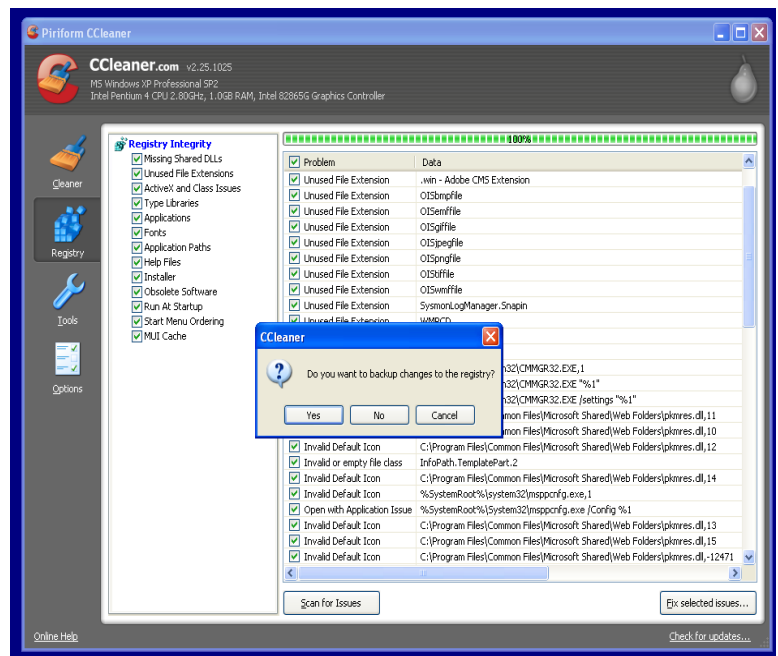 Piriform CCleaner
CCleaner.com v2.25.1025
MS Windows XP Professional SP2
Intel Pentium 4 CPU 2.80GHz, 1.0GB RAM, Intel 82865G Graphics Controller
Cleaner
Registry
Tools
Options
Registry Integrity
Missing Shared DLLs
Unused File Extensions
ActiveX and Class Issues
Type Libraries
Applications
Fonts
Application Paths
Help Files
Installer
Obsolete Software
Run At Startup
Start Menu Ordering
MUI Cache
100%
Problem Data
Unused File Extension .win - Adobe CMS Extension
Unused File Extension OISbmpfile
Unused File Extension OISemffile
Unused File Extension OISgiffile
Unused File Extension OISjpegfile
Unused File Extension OISpngfile
Unused File Extension OIStiffile
Unused File Extension OISwmffile
Unused File Extension SysmonLogManager.Snapin
Unused File Extension WMPCD
CCleaner
Do you want to backup changes to the registry?
Yes No Cancel
m32\CMMGR32.EXE,1
m32\CMMGR32.EXE "%1"
m32\CMMGR32.EXE /settings "%1"
mmon Files\Microsoft Shared\Web Folders\pkmres.dll,11
mmon Files\Microsoft Shared\Web Folders\pkmres.dll,10
Invalid Default Icon C:\Program Files\Common Files\Microsoft Shared\Web Folders\pkmres.dll,12
Invalid or empty file class InfoPath.TemplatePart.2
Invalid Default Icon C:\Program Files\Common Files\Microsoft Shared\Web Folders\pkmres.dll,14
Invalid Default Icon %SystemRoot%\system32\msppcnfg.exe,1
Open with Application Issue %SystemRoot%\System32\msppcnfg.exe /Config %1
Invalid Default Icon C:\Program Files\Common Files\Microsoft Shared\Web Folders\pkmres.dll,13
Invalid Default Icon C:\Program Files\Common Files\Microsoft Shared\Web Folders\pkmres.dll,15
Invalid Default Icon C:\Program Files\Common Files\Microsoft Shared\Web Folders\pkmres.dll,-12471
Scan for Issues
Fix selected issues...
Online Help
Check for updates...